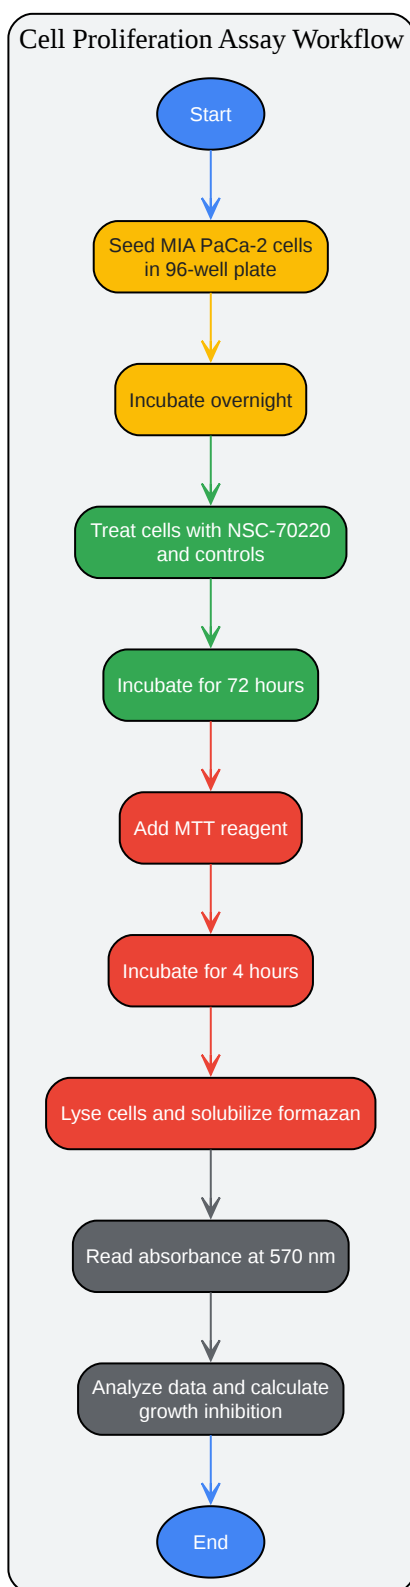 Cell Proliferation Assay Workflow
Start
Seed MIA PaCa-2 cells
in 96-well plate
Incubate overnight
Treat cells with NSC-70220
and controls
Incubate for 72 hours
Add MTT reagent
Incubate for 4 hours
Lyse cells and solubilize formazan
Read absorbance at 570 nm
Analyze data and calculate
growth inhibition
End